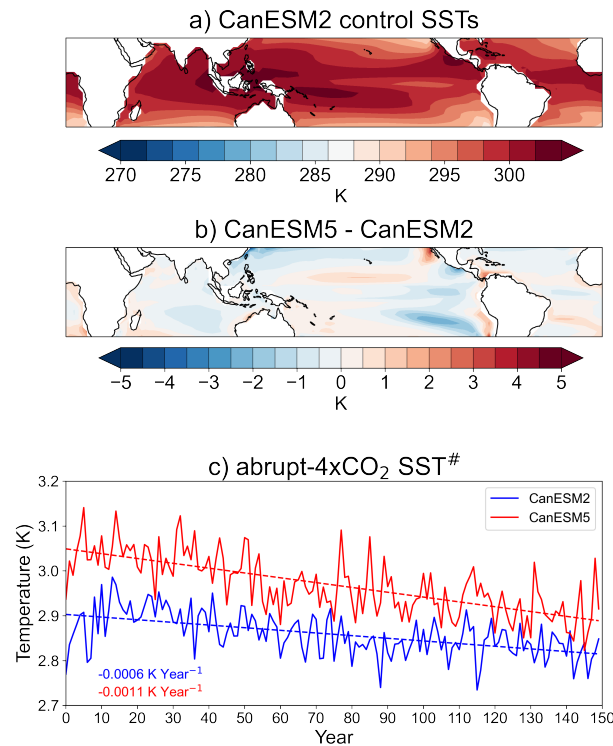 a) CanESM2 control SSTs
270 275 280 285 290 295 300
K
b) CanESM5 - CanESM2
−5 −4 −3 −2 −1 0 1 2 3 4 5
K
c) abrupt-4xCO₂ SST^#
3.2
3.1
3.0
2.9
2.8
2.7
Temperature (K)
CanESM2
CanESM5
-0.0006 K Year⁻¹
-0.0011 K Year⁻¹
0 10 20 30 40 50 60 70 80 90 100 110 120 130 140 150
Year